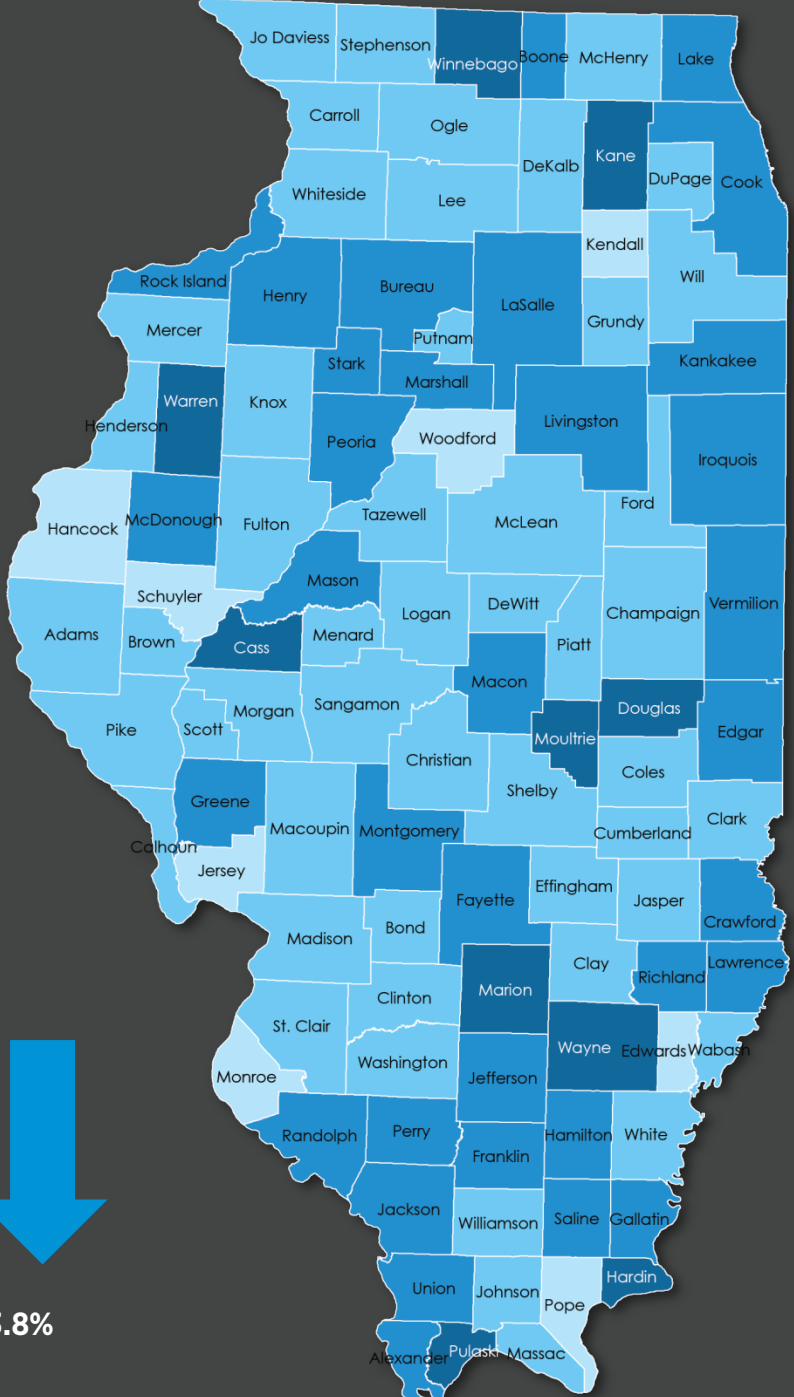 Jo Daviess
Stephenson
Winnebago
Boone
McHenry
Lake
Carroll
Ogle
DeKalb
Kane
DuPage
Cook
Whiteside
Lee
Kendall
Will
Rock Island
Henry
Bureau
LaSalle
Grundy
Mercer
Putnam
Kankakee
Stark
Marshall
Henderson
Warren
Knox
Peoria
Woodford
Livingston
Iroquois
Hancock
McDonough
Fulton
Tazewell
McLean
Ford
Schuyler
Mason
Logan
DeWitt
Champaign
Vermilion
Adams
Brown
Cass
Menard
Piatt
Macon
Pike
Scott
Morgan
Sangamon
Christian
Moultrie
Douglas
Edgar
Shelby
Coles
Greene
Macoupin
Montgomery
Cumberland
Clark
Calhoun
Jersey
Fayette
Effingham
Jasper
Crawford
Madison
Bond
Clay
Richland
Lawrence
St. Clair
Clinton
Marion
Wayne
Edwards
Wabash
Monroe
Washington
Jefferson
Randolph
Perry
Franklin
Hamilton
White
Jackson
Williamson
Saline
Gallatin
Union
Johnson
Pope
Hardin
Alexander
Pulaski
Massac
.8%